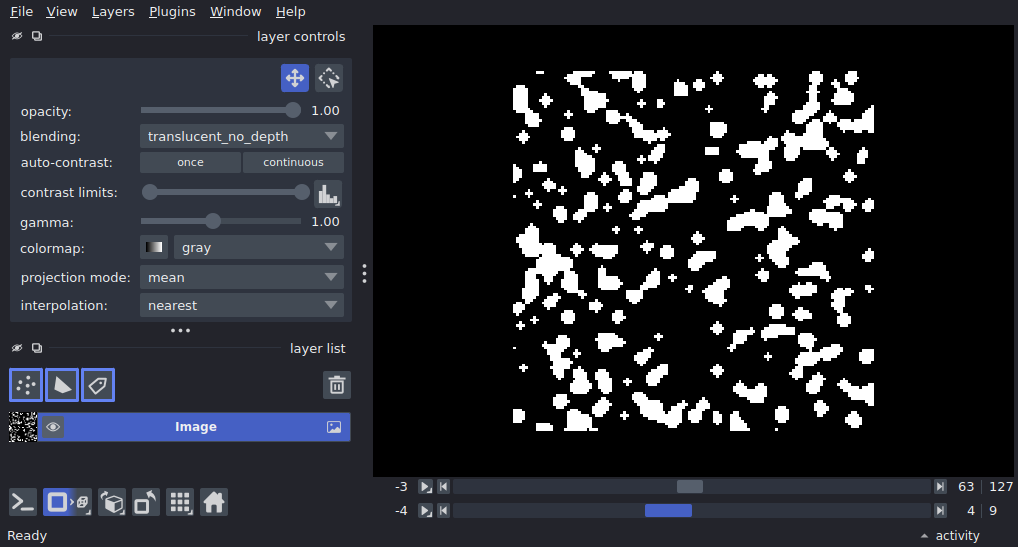 File View Layers Plugins Window Help
layer controls
opacity: 1.00
blending: translucent_no_depth
auto-contrast: once continuous
contrast limits:
gamma: 1.00
colormap: gray
projection mode: mean
interpolation: nearest
layer list
Image
-3 63 127
-4 4 9
Ready activity